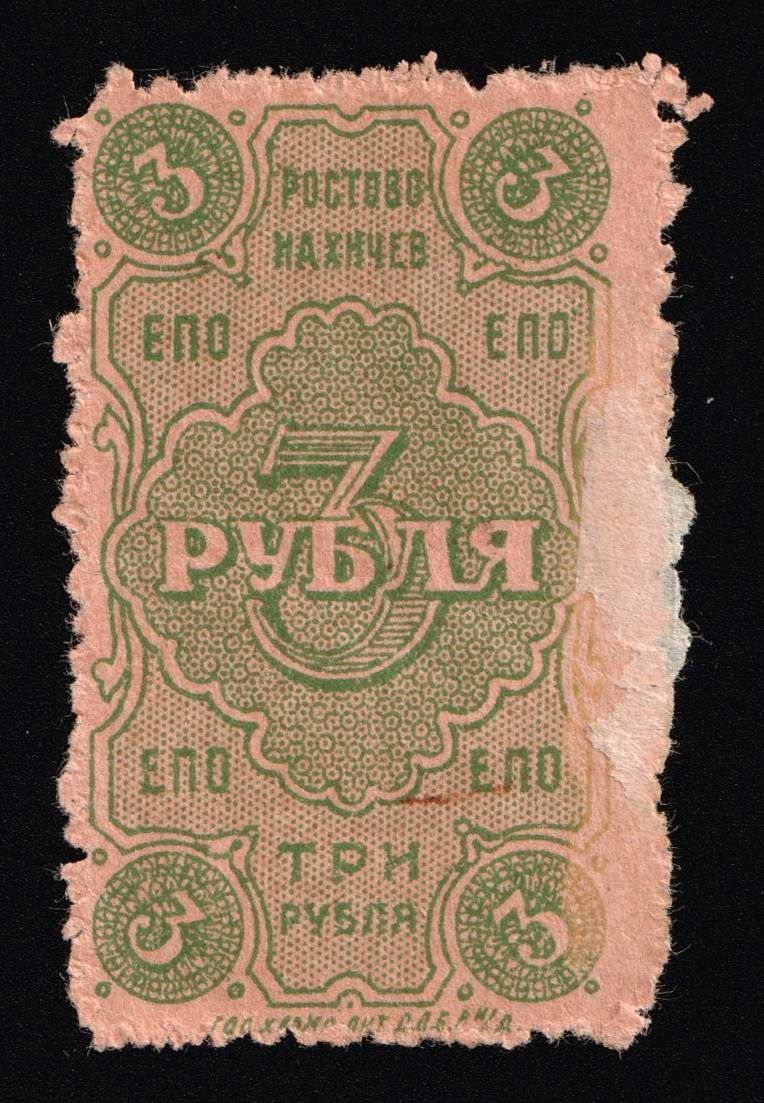 3 3
РОСТОВО
НАХИЧЕВ
ЕПО ЕПО
3
РУБЛЯ
ЕПО ЕПО
ТРИ
РУБЛЯ
3 3